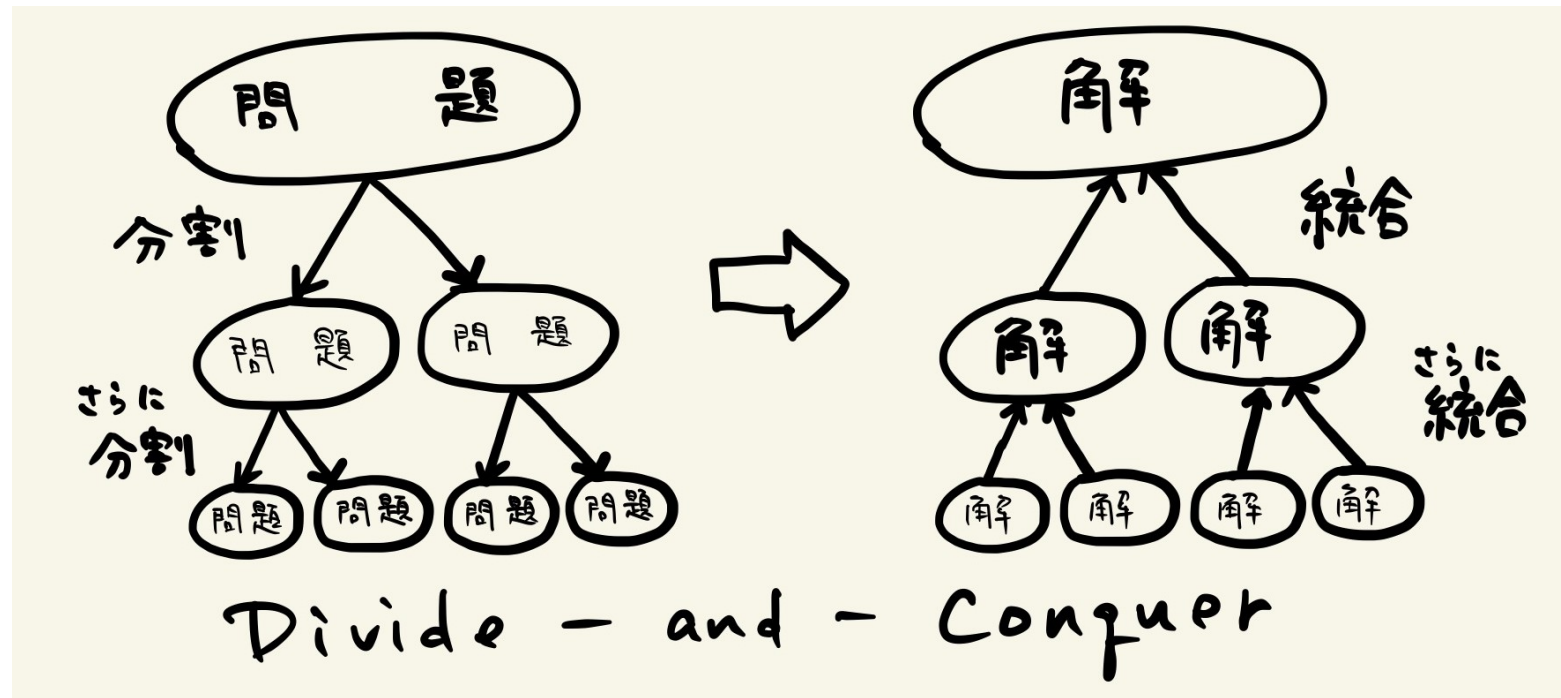 問 題
分割
問 題
問 題
さらに
分割
問題
問題
問題
問題
解
統合
解
解
さらに
統合
解
解
解
解
Divide - and - Conquer